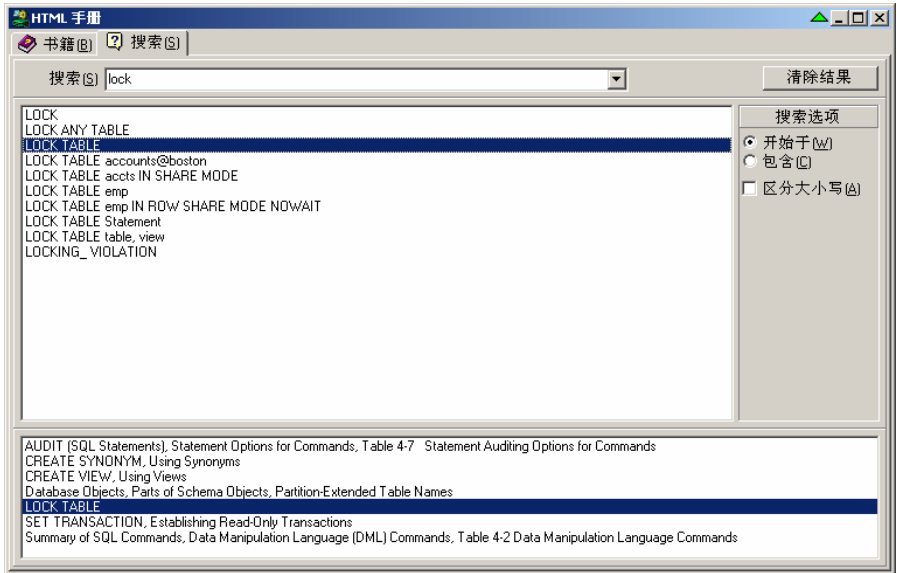 HTML 手册
书籍(B) 搜索(S)
搜索(S) lock 清除结果
LOCK
LOCK ANY TABLE
LOCK TABLE
LOCK TABLE accounts@boston
LOCK TABLE accts IN SHARE MODE
LOCK TABLE emp
LOCK TABLE emp IN ROW SHARE MODE NOWAIT
LOCK TABLE Statement
LOCK TABLE table, view
LOCKING_ VIOLATION
搜索选项
开始于(W)
包含(C)
区分大小写(A)
AUDIT (SQL Statements), Statement Options for Commands, Table 4-7 Statement Auditing Options for Commands
CREATE SYNONYM, Using Synonyms
CREATE VIEW, Using Views
Database Objects, Parts of Schema Objects, Partition-Extended Table Names
LOCK TABLE
SET TRANSACTION, Establishing Read-Only Transactions
Summary of SQL Commands, Data Manipulation Language (DML) Commands, Table 4-2 Data Manipulation Language Commands